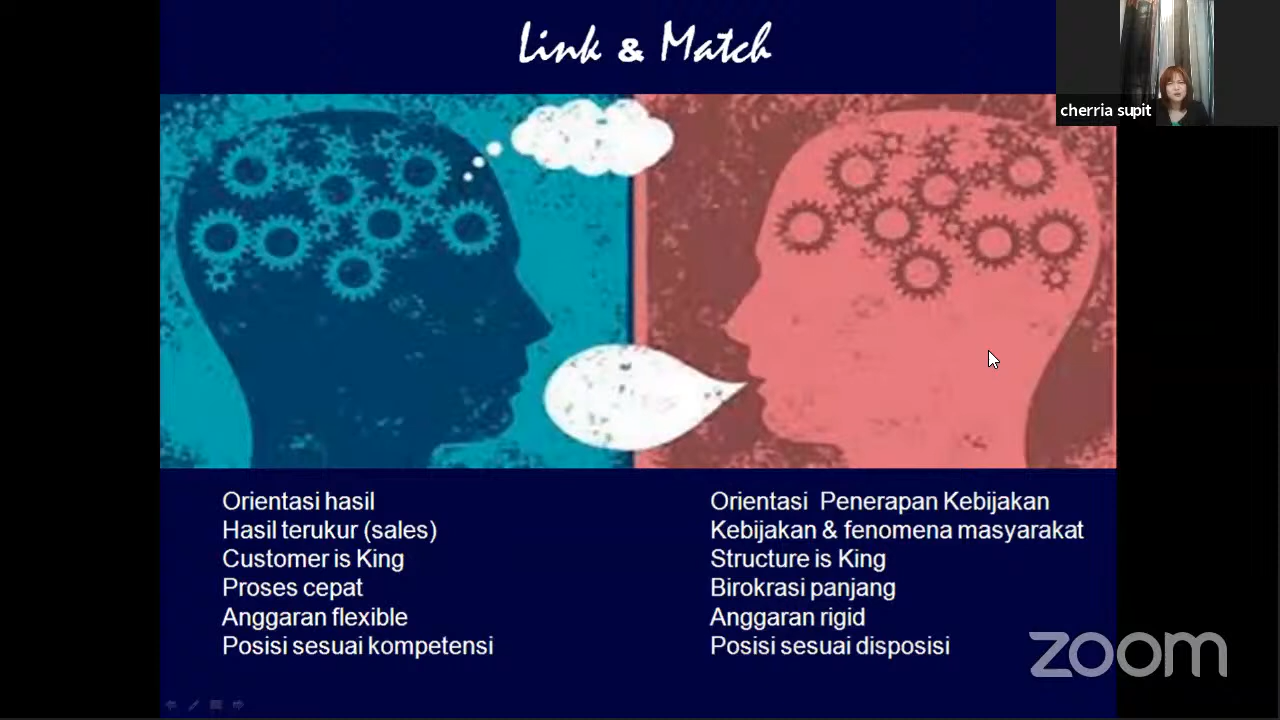 Link & Match
cherria supit
Orientasi hasil
Hasil terukur (sales)
Customer is King
Proses cepat
Anggaran flexible
Posisi sesuai kompetensi
Orientasi Penerapan Kebijakan
Kebijakan & fenomena masyarakat
Structure is King
Birokrasi panjang
Anggaran rigid
Posisi sesuai disposisi
zoom